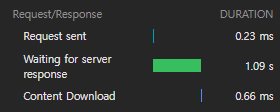 Request/Response DURATION
Request sent 0.23 ms
Waiting for server
response 1.09 s
Content Download 0.66 ms